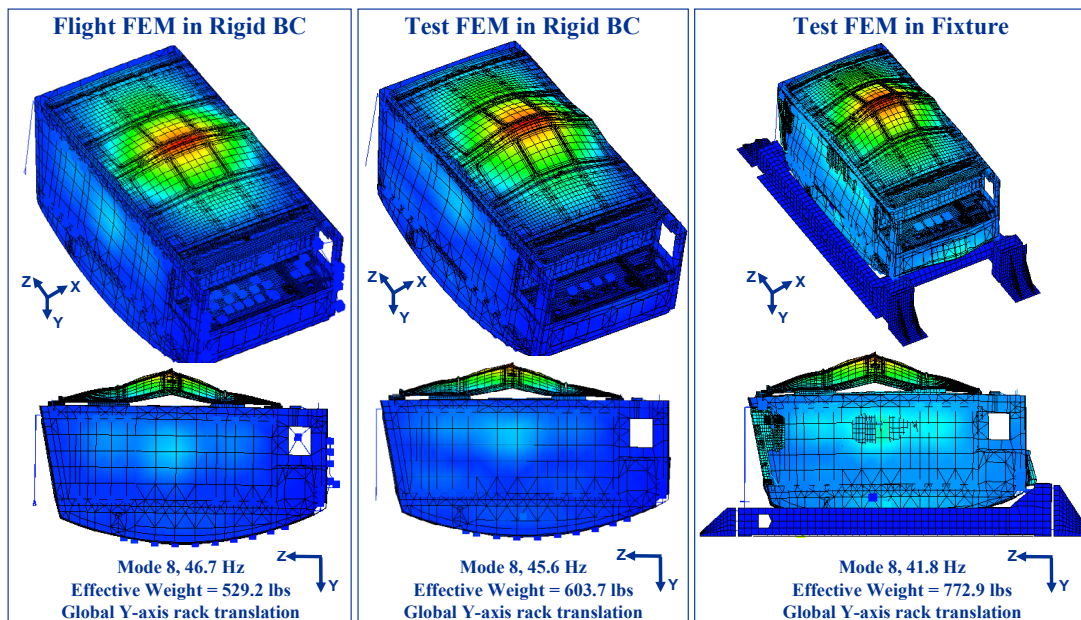 Flight FEM in Rigid BC
Z
X
Y
Z
Y
Mode 8, 46.7 Hz
Effective Weight = 529.2 lbs
Global Y-axis rack translation
Test FEM in Rigid BC
Z
X
Y
Z
Y
Mode 8, 45.6 Hz
Effective Weight = 603.7 lbs
Global Y-axis rack translation
Test FEM in Fixture
Z
X
Y
Z
Y
Mode 8, 41.8 Hz
Effective Weight = 772.9 lbs
Global Y-axis rack translation